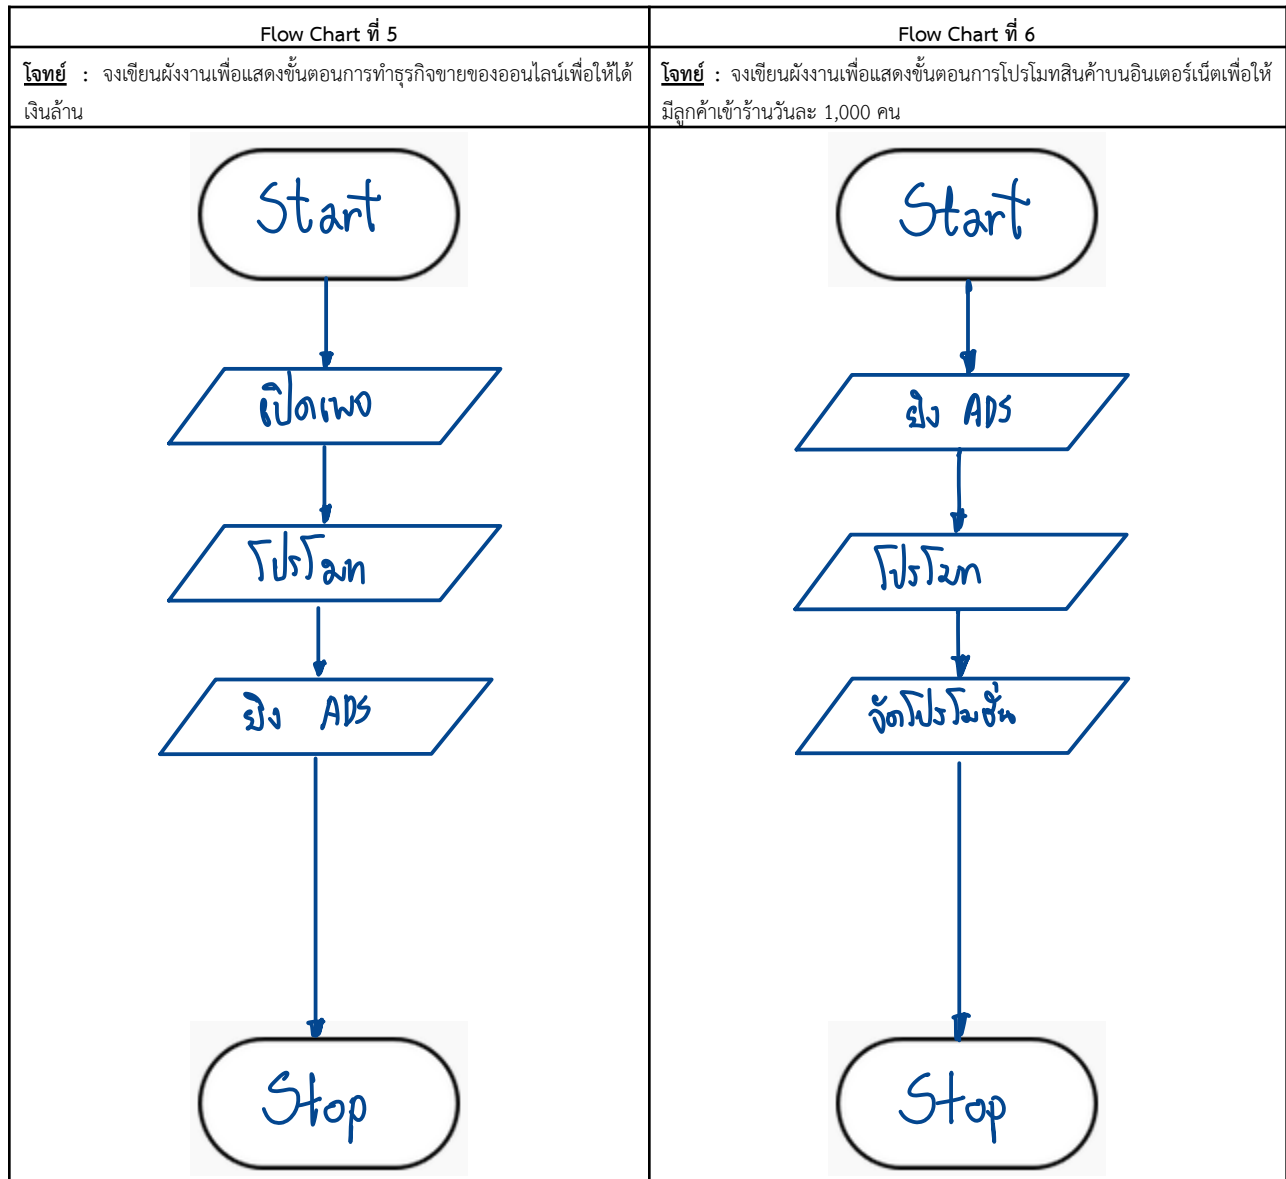 Flow Chart ที่ 5
โจทย์ : จงเขียนผังงานเพื่อแสดงขั้นตอนการทำธุรกิจขายของออนไลน์เพื่อให้ได้
เงินล้าน
Start
เปิดเพจ
โปรโมท
ยิง ADS
Stop
Flow Chart ที่ 6
โจทย์ : จงเขียนผังงานเพื่อแสดงขั้นตอนการโปรโมทสินค้าบนอินเตอร์เน็ตเพื่อให้
มีลูกค้าเข้าร้านวันละ 1,000 คน
Start
ยิง ADS
โปรโมท
จัดโปรโมชั่น
Stop